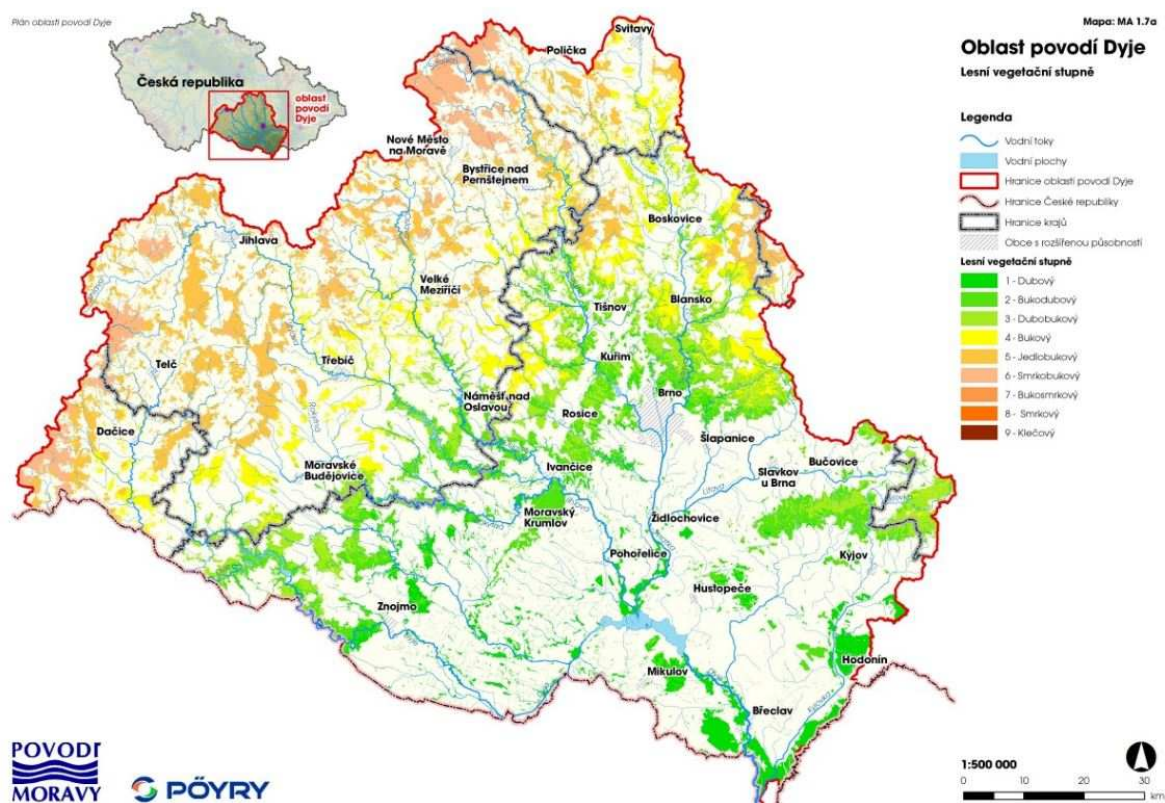 Plán oblasti povodí Dyje
Česká republika
oblast
povodí
Dyje
Mapa: MA 1.7a
Oblast povodí Dyje
Lesní vegetační stupně
Legenda
Vodní toky
Vodní plochy
Hranice oblasti povodí Dyje
Hranice České republiky
Hranice krajů
Obce s rozšířenou působností
Lesní vegetační stupně
1 - Dubový
2 - Bukodubový
3 - Dubobukový
4 - Bukový
5 - Jedlobukový
6 - Smrkobukový
7 - Bukosmrkový
8 - Smrkový
9 - Klečový
Svitavy
Polička
Nové Město
na Moravě
Bystřice nad
Pernštejnem
Boskovice
Jihlava
Velké
Meziříčí
Tišnov
Blansko
Telč
Třebíč
Kuřim
Jihlava
Náměšť nad
Oslavou
Brno
Rosice
Rokytná
Dačice
Šlapanice
Bučovice
Moravské
Budějovice
Ivančice
Slavkov
u Brna
Litava
Moravský
Krumlov
Židlochovice
Pohořelice
Kyjov
Hustopeče
Znojmo
Hodonín
Mikulov
Břeclav
Kyjovka
POVODÍ
MORAVY
PÖYRY
1:500 000
0 10 20 30
km